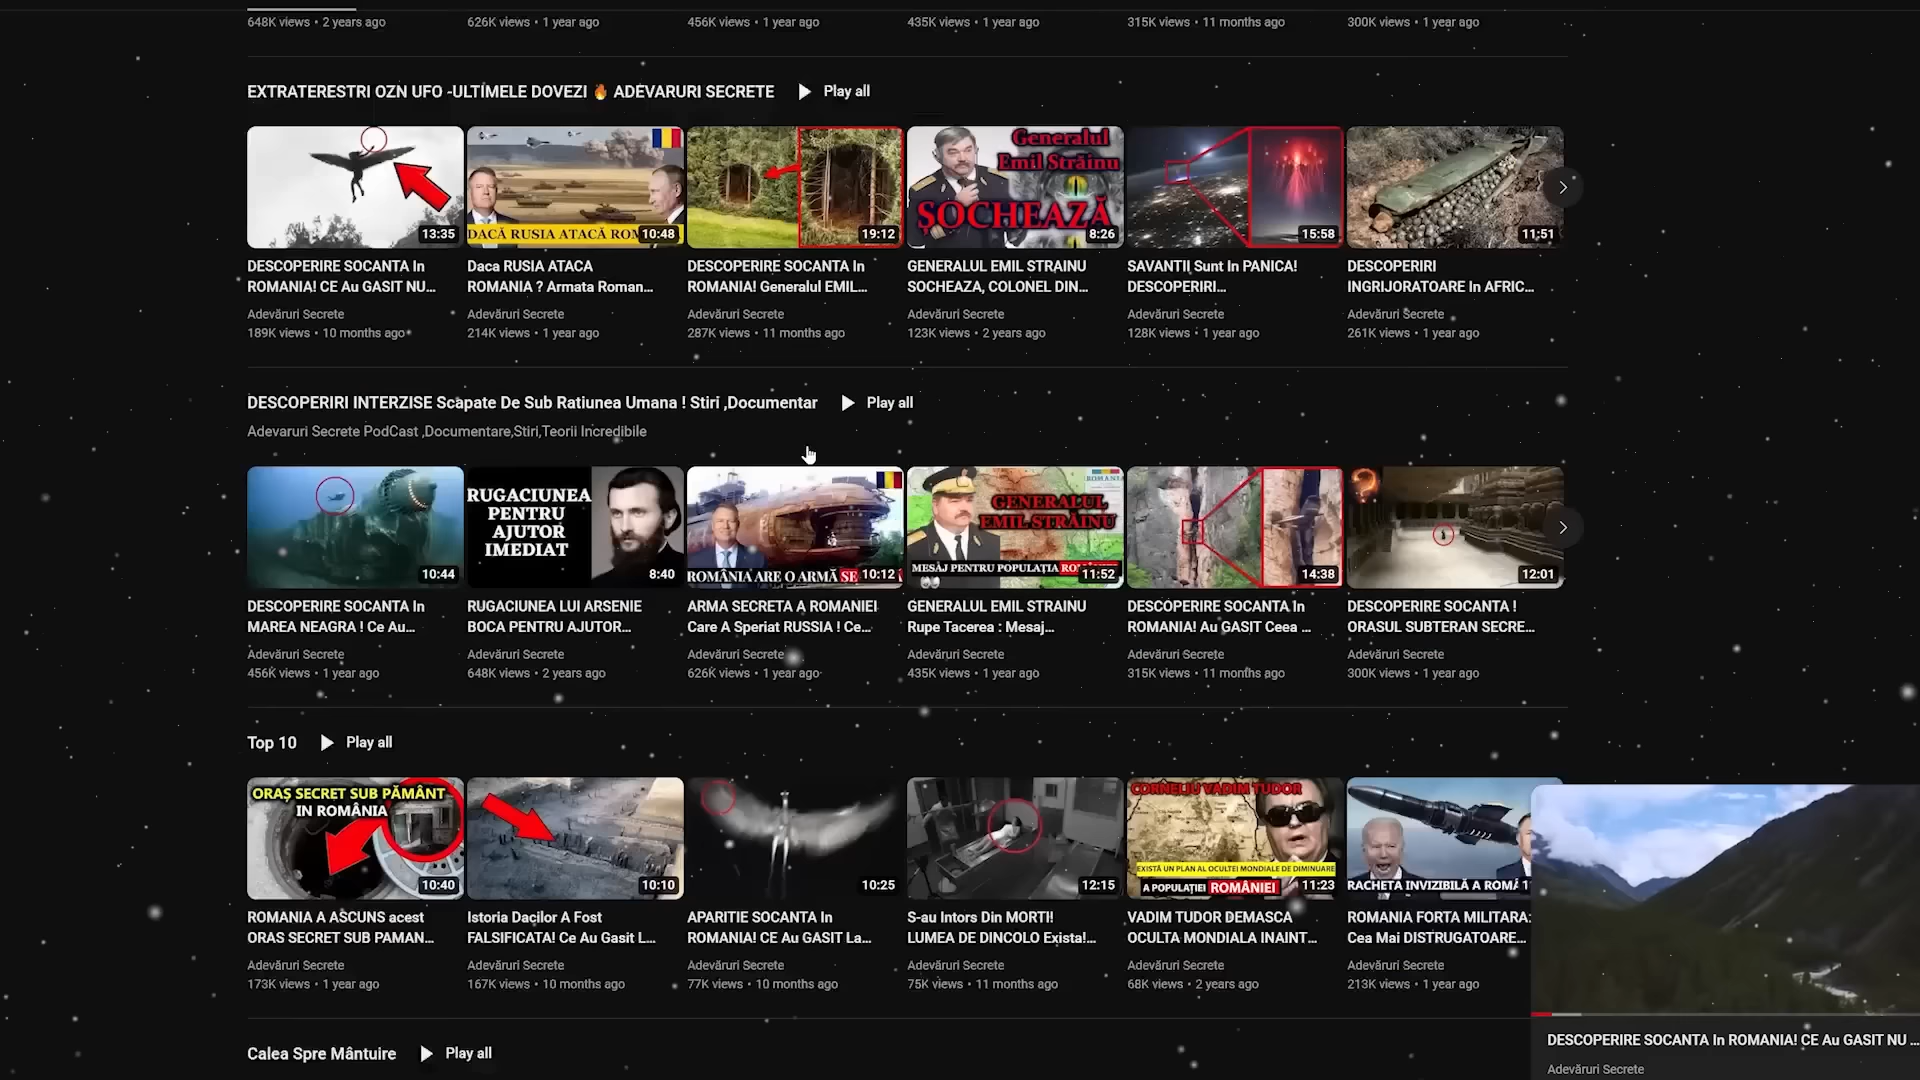 648K views • 2 years ago
626K views • 1 year ago
456K views • 1 year ago
435K views • 1 year ago
315K views • 11 months ago
300K views • 1 year ago
EXTRATERESTRI OZN UFO -ULTIMELE DOVEZI 🔥 ADEVARURI SECRETE
Play all
13:35
DACĂ RUSIA ATACĂ
10:48
19:12
Generalul
Emil Străinu
ȘOCHEAZĂ
8:26
15:58
11:51
DESCOPERIRE SOCANTA In
ROMANIA! CE Au GASIT NU...
Adevăruri Secrete
189K views • 10 months ago
Daca RUSIA ATACA
ROMANIA ? Armata Roman...
Adevăruri Secrete
214K views • 1 year ago
DESCOPERIRE SOCANTA In
ROMANIA! Generalul EMIL...
Adevăruri Secrete
287K views • 11 months ago
GENERALUL EMIL STRAINU
SOCHEAZA, COLONEL DIN...
Adevăruri Secrete
123K views • 2 years ago
SAVANTII Sunt In PANICA!
DESCOPERIRI...
Adevăruri Secrete
128K views • 1 year ago
DESCOPERIRI
INGRIJORATOARE In AFRIC...
Adevăruri Secrete
261K views • 1 year ago
DESCOPERIRI INTERZISE Scapate De Sub Ratiunea Umana ! Stiri ,Documentar
Play all
Adevaruri Secrete PodCast ,Documentare,Stiri,Teorii Incredibile
10:44
RUGACIUNEA
PENTRU
AJUTOR
IMEDIAT
8:40
ROMÂNIA ARE O ARMĂ
10:12
GENERALUL
EMIL STRĂINU
MESAJ PENTRU POPULAȚIA
11:52
14:38
12:01
DESCOPERIRE SOCANTA In
MAREA NEAGRA ! Ce Au...
Adevăruri Secrete
456K views • 1 year ago
RUGACIUNEA LUI ARSENIE
BOCA PENTRU AJUTOR...
Adevăruri Secrete
648K views • 2 years ago
ARMA SECRETA A ROMANIEI
Care A Speriat RUSSIA ! Ce...
Adevăruri Secrete
626K views • 1 year ago
GENERALUL EMIL STRAINU
Rupe Tacerea : Mesaj...
Adevăruri Secrete
435K views • 1 year ago
DESCOPERIRE SOCANTA In
ROMANIA! Au GASIT Ceea ...
Adevăruri Secrete
315K views • 11 months ago
DESCOPERIRE SOCANTA !
ORASUL SUBTERAN SECRE...
Adevăruri Secrete
300K views • 1 year ago
Top 10
Play all
ORAȘ SECRET SUB PĂMÂNT
IN ROMÂNIA
10:40
10:10
10:25
12:15
CORNELIU VADIM TUDOR
EXISTĂ UN PLAN AL OCULTEI MONDIALE DE DIMINUARE
A POPULAȚIEI ROMÂNIEI
11:23
RACHETA INVIZIBILĂ A ROMÂ
ROMANIA A ASCUNS acest
ORAS SECRET SUB PAMAN...
Adevăruri Secrete
173K views • 1 year ago
Istoria Dacilor A Fost
FALSIFICATA! Ce Au Gasit L...
Adevăruri Secrete
167K views • 10 months ago
APARITIE SOCANTA In
ROMANIA! CE Au GASIT La...
Adevăruri Secrete
77K views • 10 months ago
S-au Intors Din MORTI!
LUMEA DE DINCOLO Exista!...
Adevăruri Secrete
75K views • 11 months ago
VADIM TUDOR DEMASCA
OCULTA MONDIALA INAINT...
Adevăruri Secrete
68K views • 2 years ago
ROMANIA FORTA MILITARA:
Cea Mai DISTRUGATOARE...
Adevăruri Secrete
213K views • 1 year ago
DESCOPERIRE SOCANTA In ROMANIA! CE Au GASIT NU ...
Adevăruri Secrete
Calea Spre Mântuire
Play all